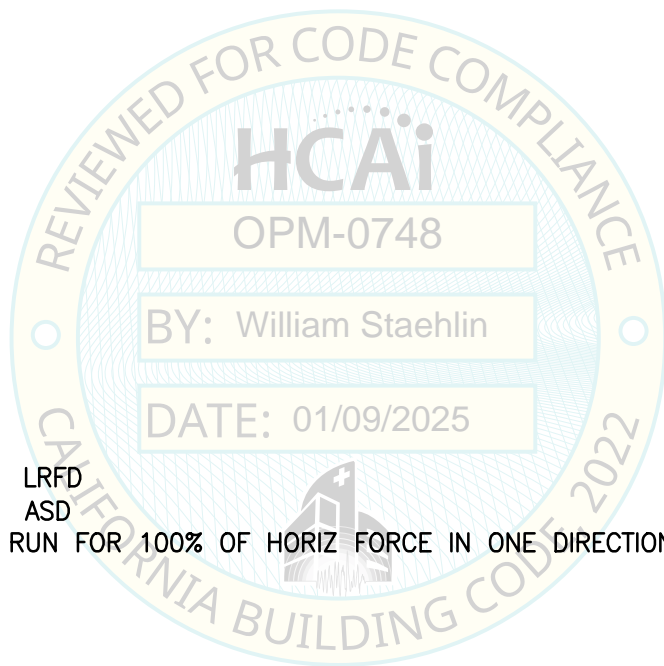 REVIEWED FOR CODE COMPLIANCE
HCAi
OPM-0748
BY: William Staehlin
DATE: 01/09/2025
LRFD
ASD
RUN FOR 100% OF HORIZ FORCE IN ONE DIRECTION
CALIFORNIA BUILDING CODE, 2022